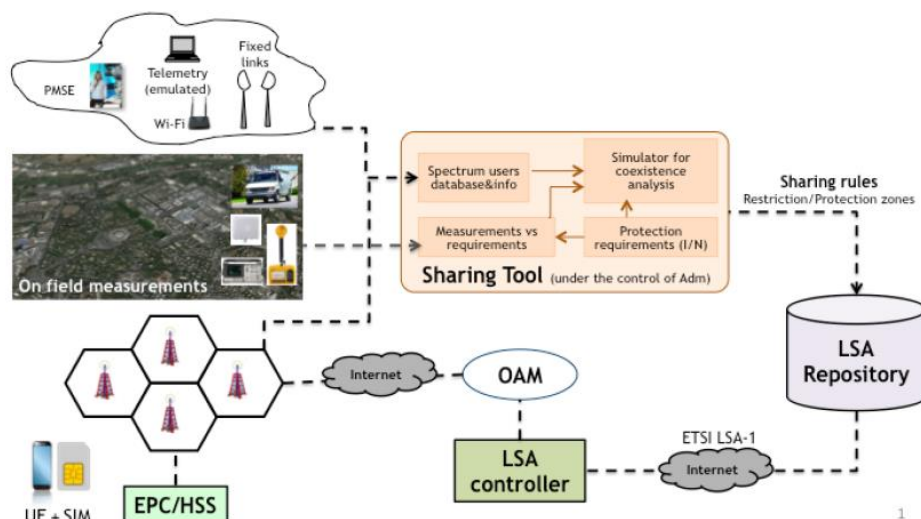 Fixed
links
Telemetry
(emulated)
PMSE
Wi-Fi
Spectrum users
database&info
Simulator for
coexistence
analysis
Sharing rules
Restriction/Protection zones
Measurements vs
requirements
Protection
requirements (I/N)
On field measurements
Sharing Tool (under the control of Adm)
LSA
Repository
Internet
OAM
ETSI LSA-1
LSA
controller
Internet
EPC/HSS
UE + SIM
1